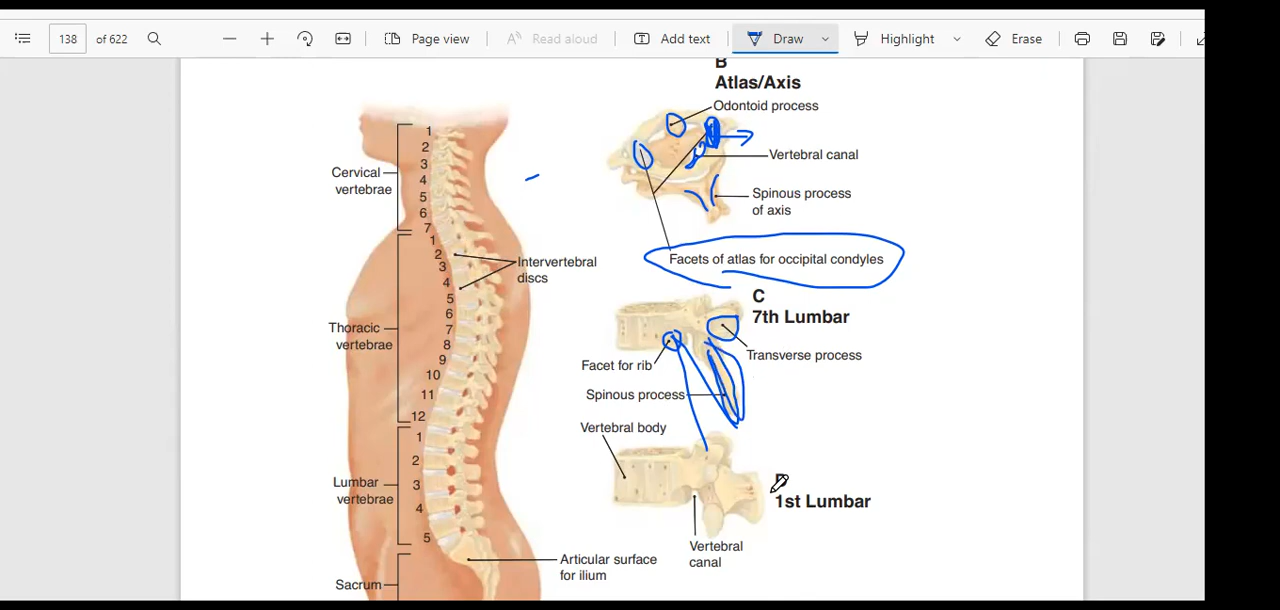 138 of 622 Page view Read aloud Add text Draw Highlight Erase
B
Atlas/Axis
Odontoid process
Vertebral canal
Spinous process
of axis
Facets of atlas for occipital condyles
Cervical
vertebrae
1
2
3
4
5
6
7
Thoracic
vertebrae
1
2
3
4
5
6
7
8
9
10
11
12
Intervertebral
discs
C
7th Lumbar
Transverse process
Facet for rib
Spinous process
Vertebral body
1st Lumbar
Vertebral
canal
Lumbar
vertebrae
1
2
3
4
5
Articular surface
for ilium
Sacrum